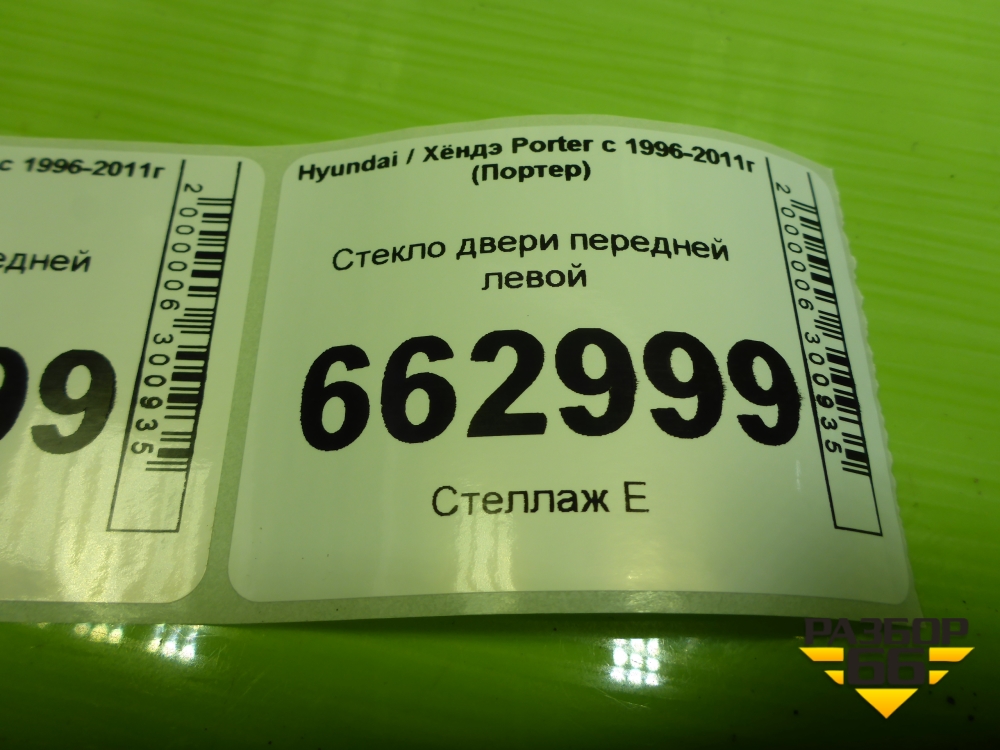 с 1996-2011г
едней
99
2000006300935
Hyundai / Хёндэ Porter с 1996-2011г
(Портер)
Стекло двери передней
левой
662999
Стеллаж Е
2000006300935
РАЗБОР
66